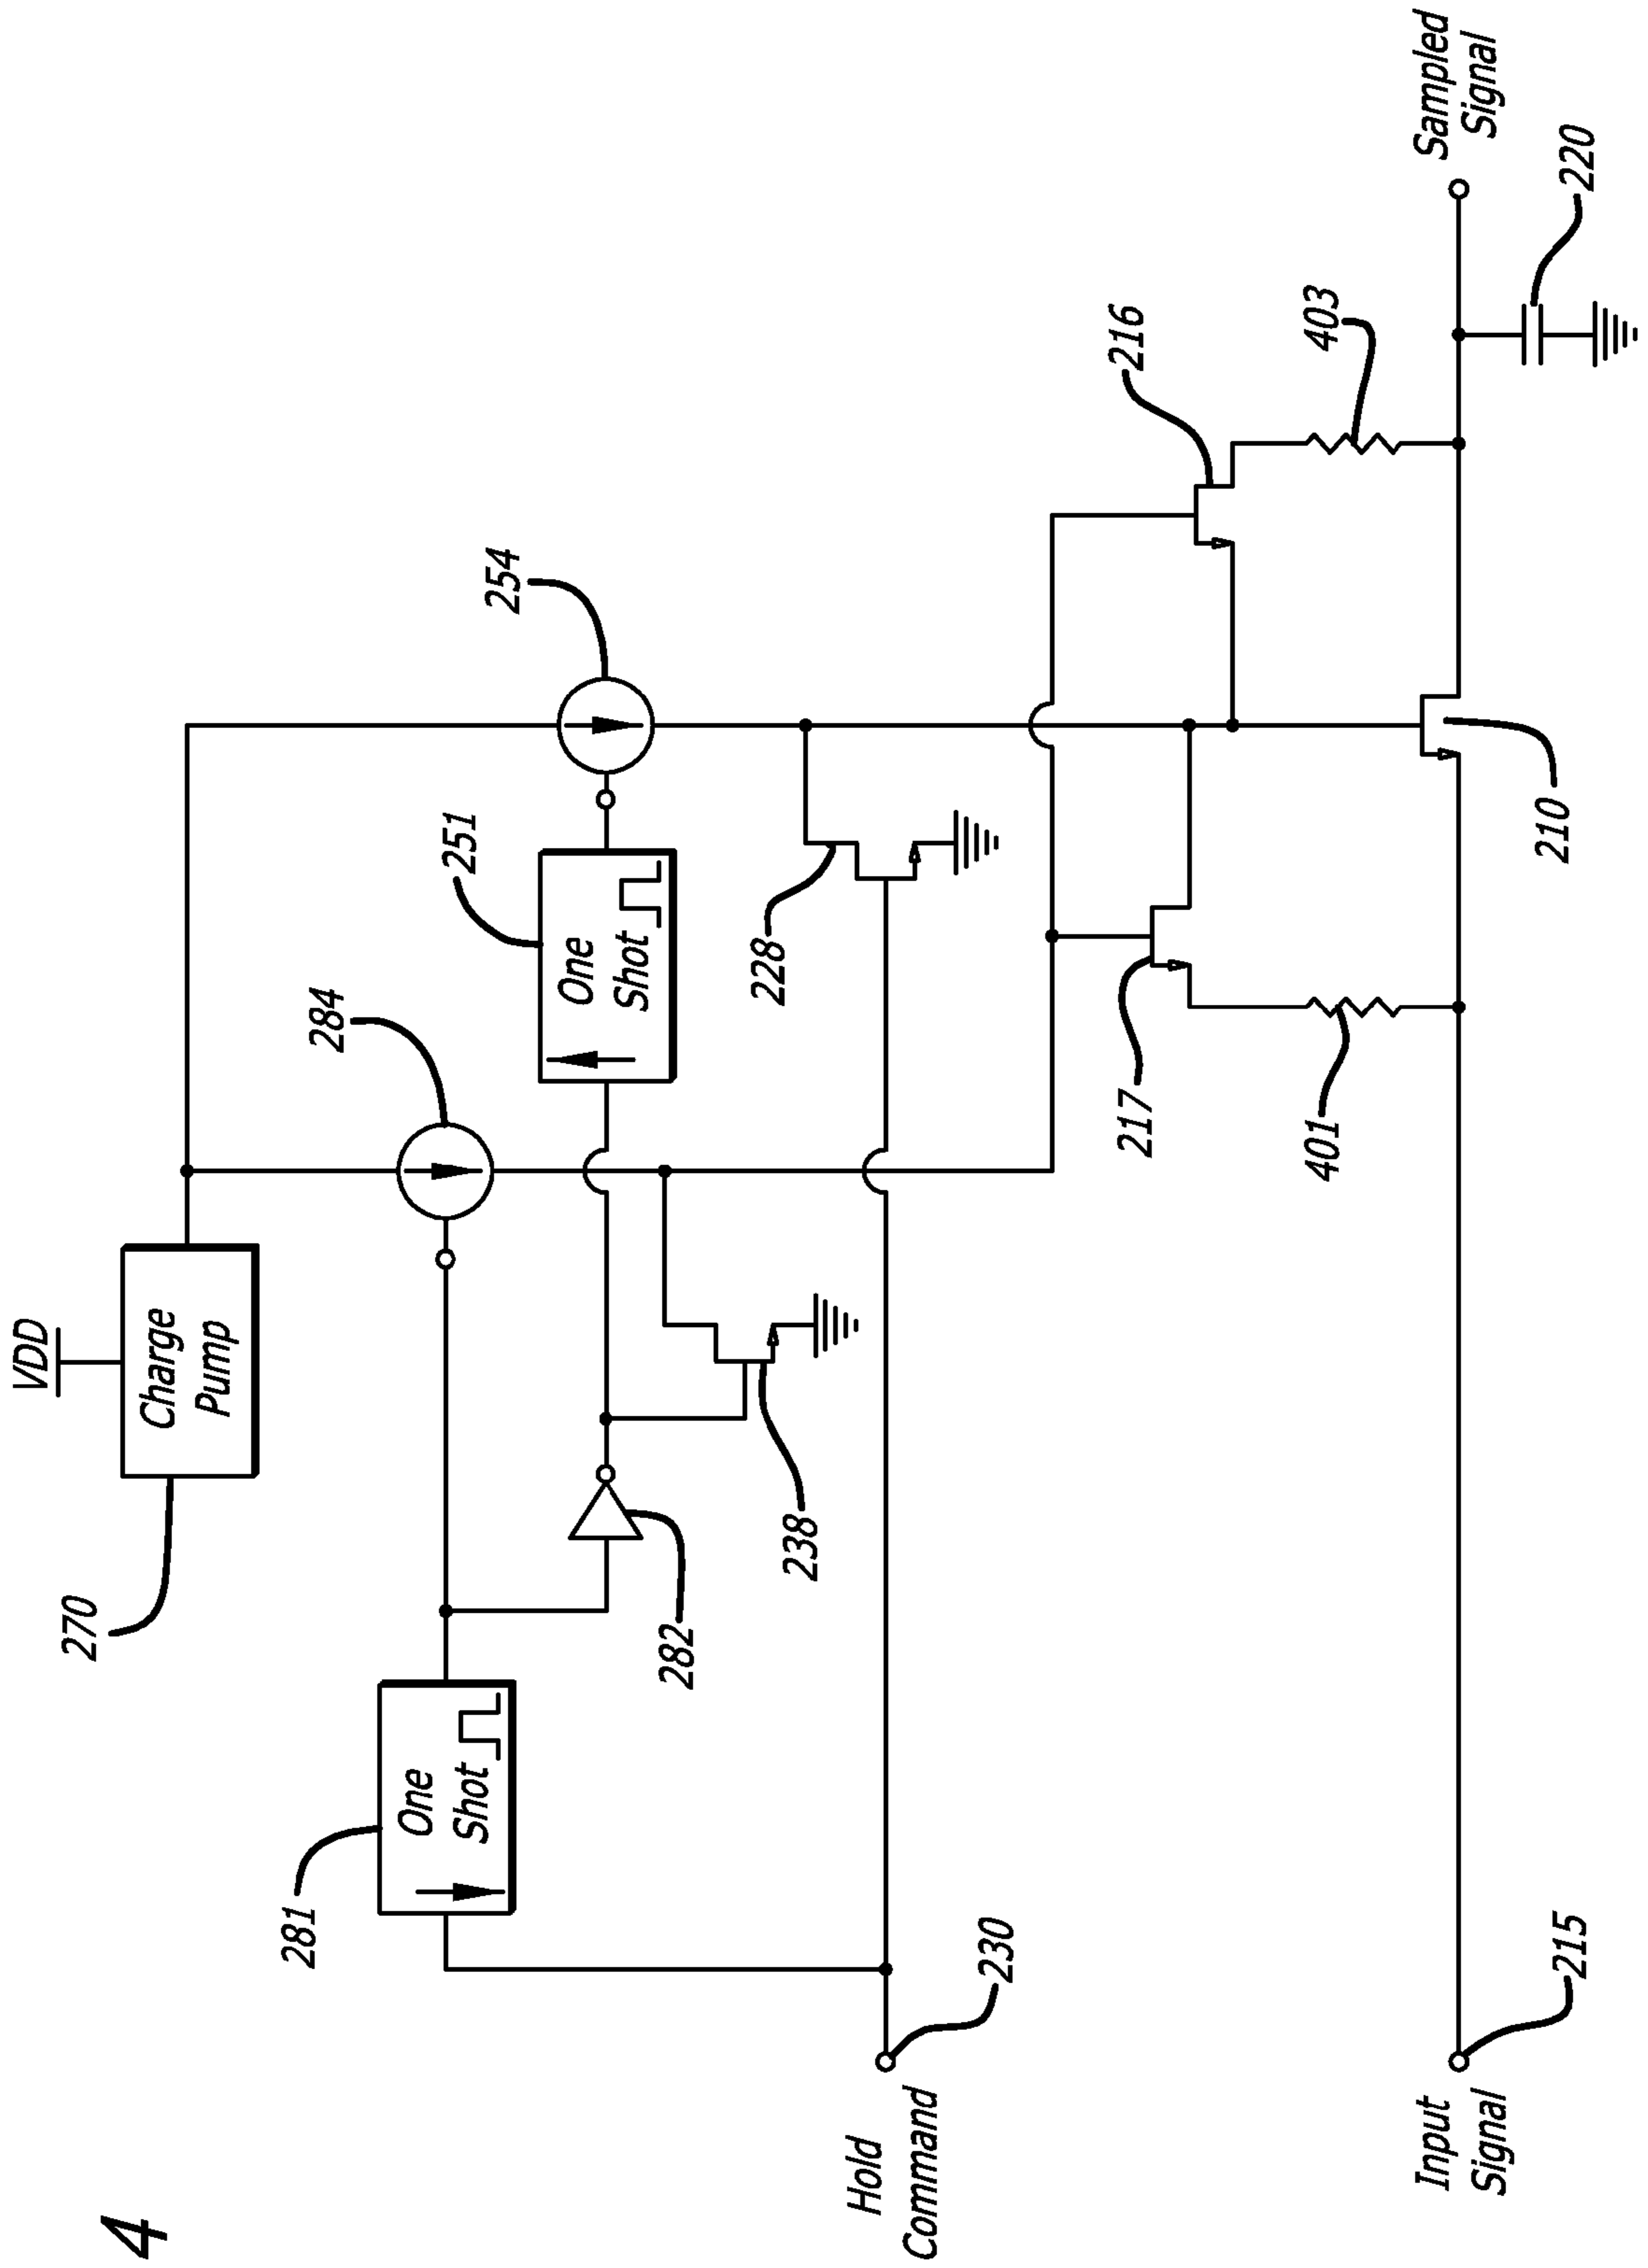 4
VDD
270
Charge
Pump
284
254
281
One
Shot
251
One
Shot
282
238
228
Hold
Command
230
217
216
401
403
Input
Signal
215
210
Sampled
Signal
220